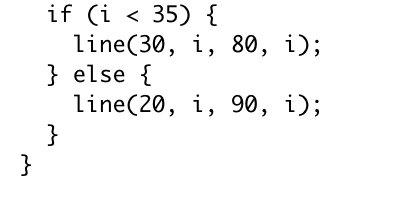 if (i < 35) {
line(30, i, 80, i);
} else {
line(20, i, 90, i);
}
}